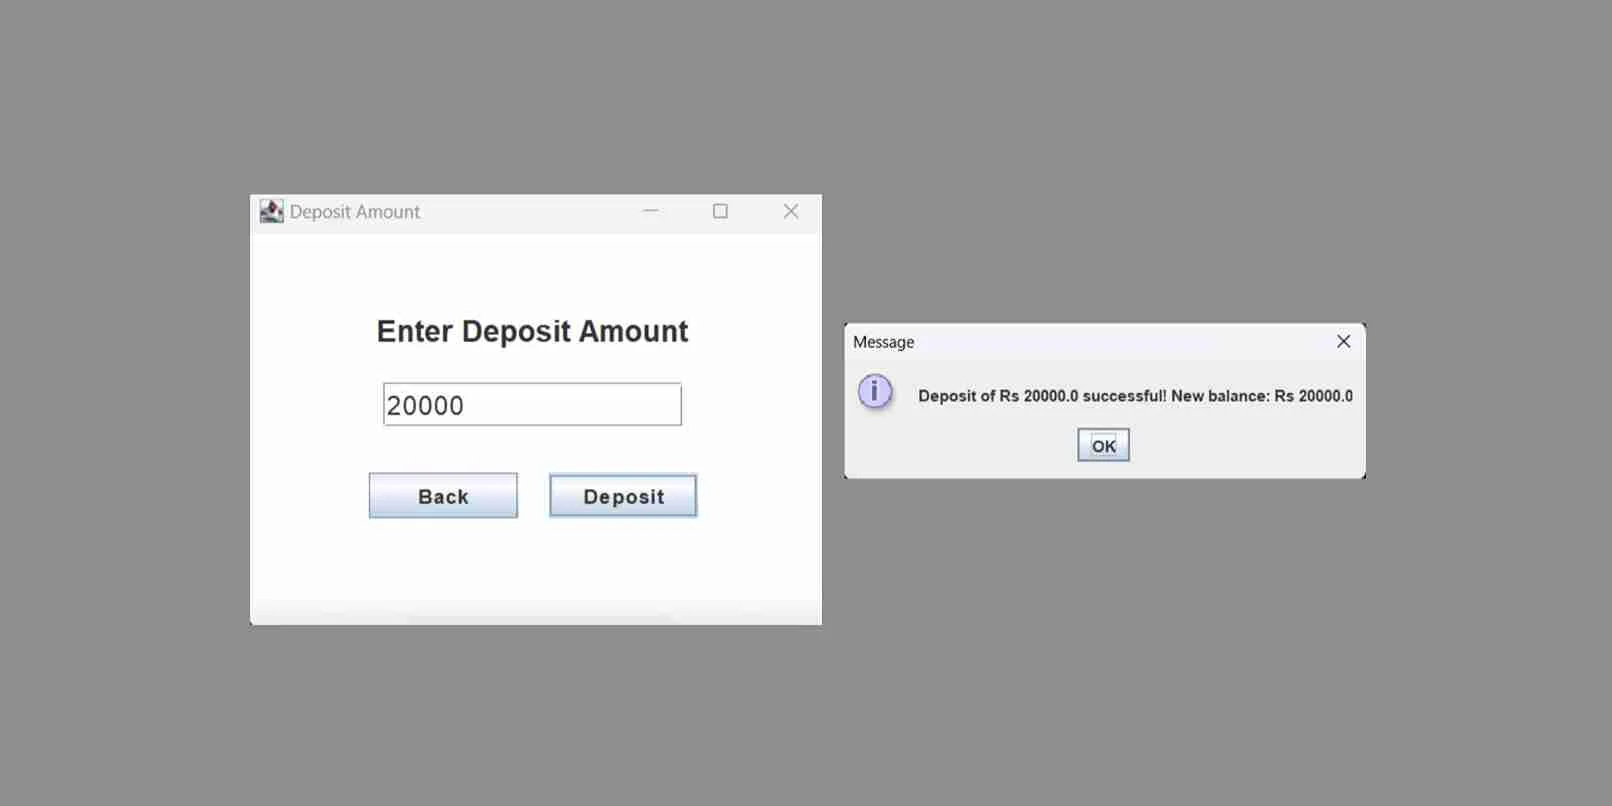 Deposit Amount
Enter Deposit Amount
20000
Back Deposit
Message
i
Deposit of Rs 20000.0 successful! New balance: Rs 20000.0
OK